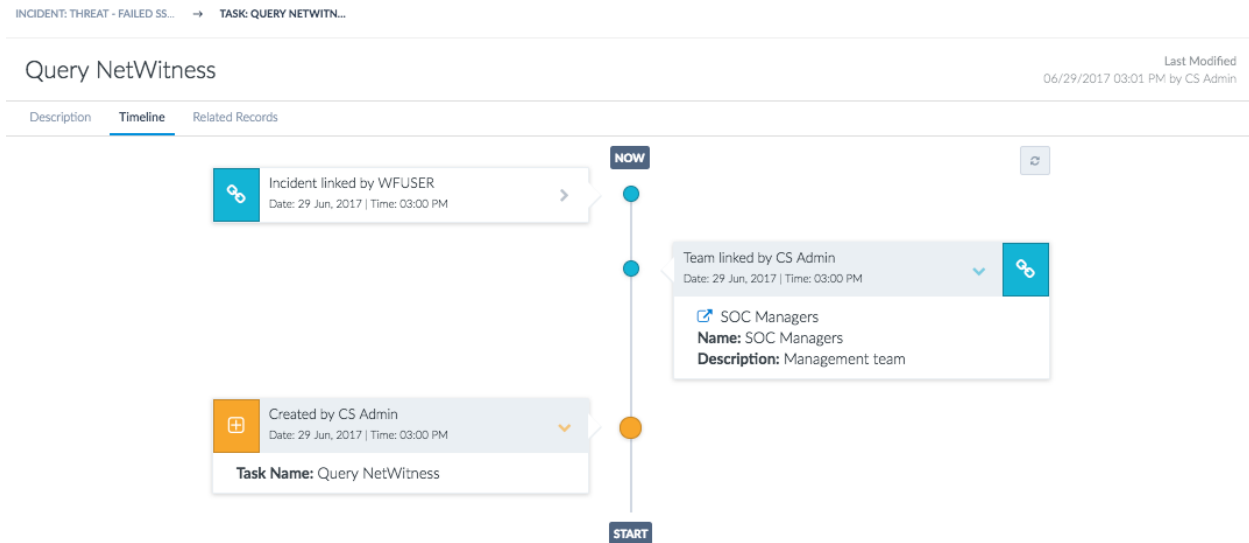 INCIDENT: THREAT - FAILED SS... → TASK: QUERY NETWITN...
Query NetWitness
Last Modified
06/29/2017 03:01 PM by CS Admin
Description Timeline Related Records
NOW
Incident linked by WFUSER
Date: 29 Jun, 2017 | Time: 03:00 PM
Team linked by CS Admin
Date: 29 Jun, 2017 | Time: 03:00 PM
SOC Managers
Name: SOC Managers
Description: Management team
Created by CS Admin
Date: 29 Jun, 2017 | Time: 03:00 PM
Task Name: Query NetWitness
START